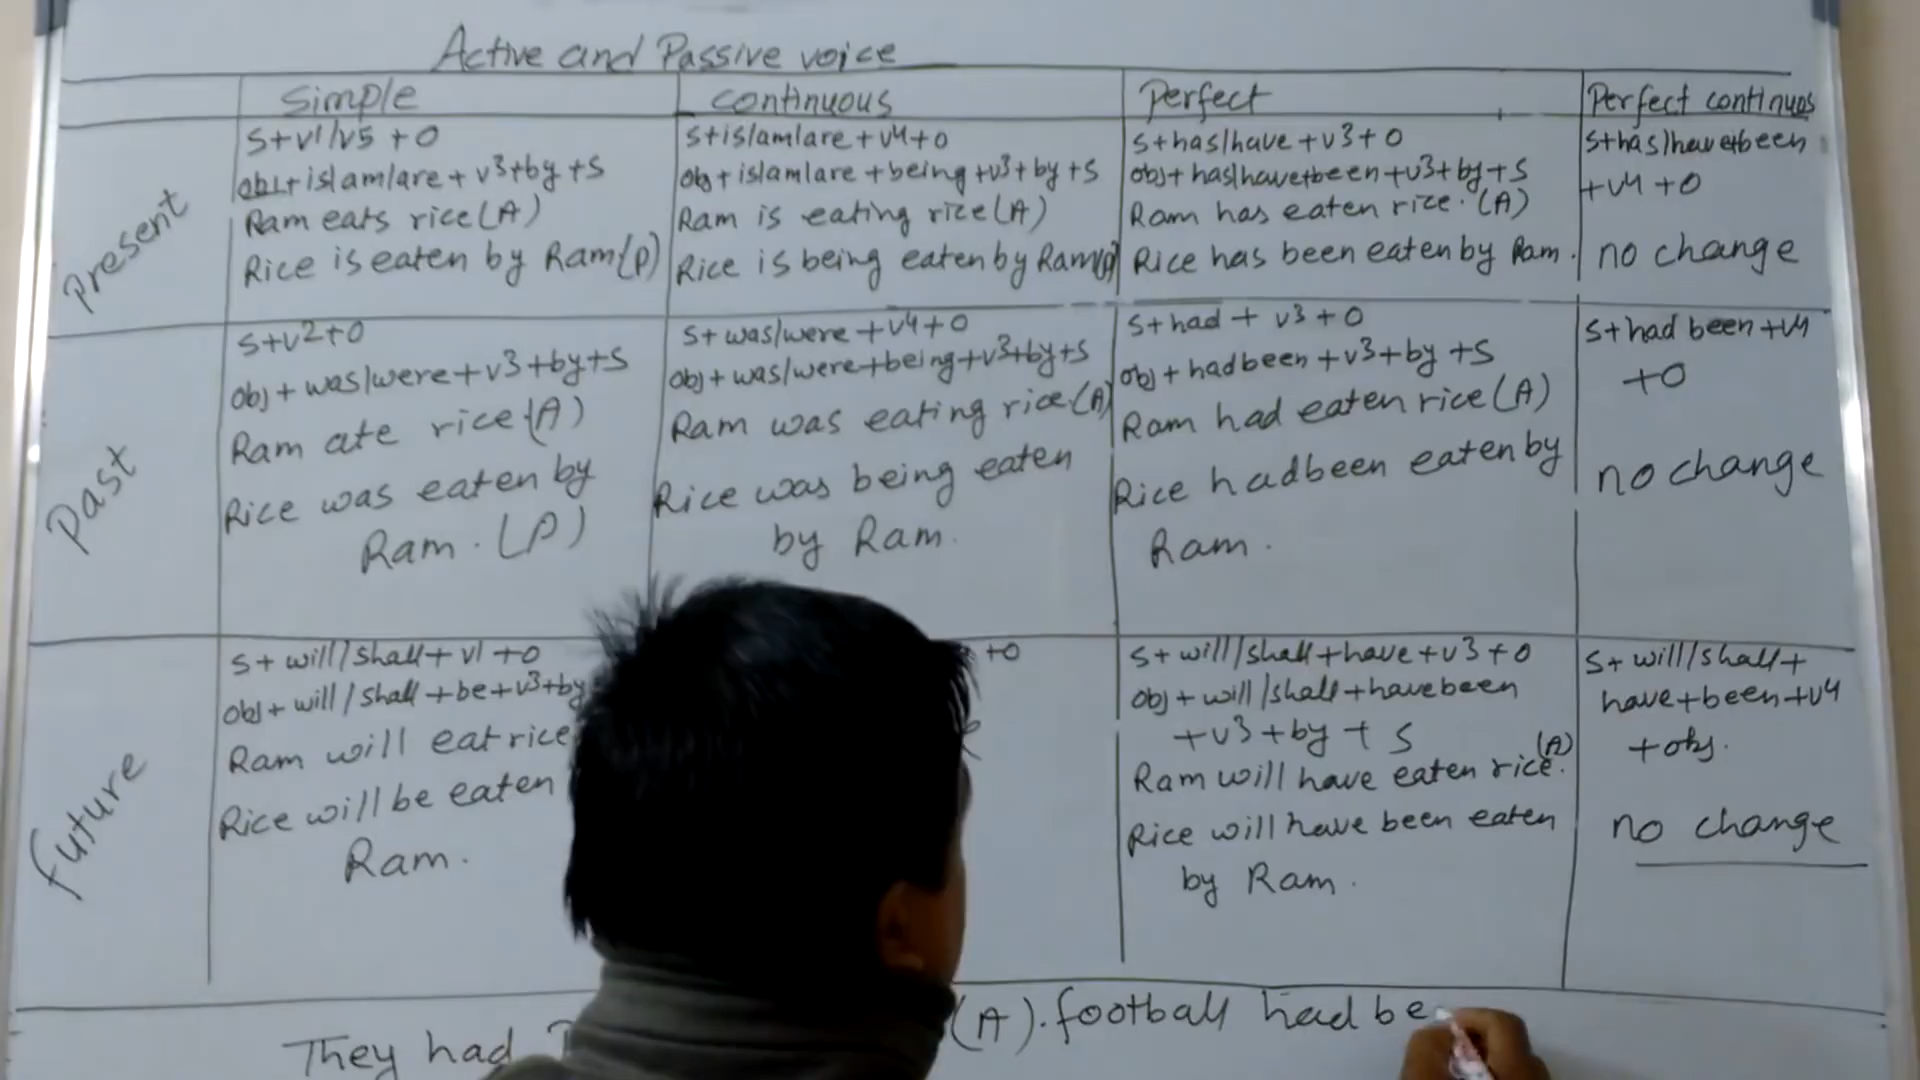 Active and Passive voice
Simple
continuous
perfect
perfect continuos
present
S+v1/v5 +O
obj+is/am/are+v3+by+S
Ram eats rice(A)
Rice is eaten by Ram(P)
S+is/am/are+v4+O
obj+is/am/are+being+v3+by+S
Ram is eating rice(A)
Rice is being eaten by Ram(P)
S+has/have+v3+O
obj+has/have+been+v3+by+S
Ram has eaten rice.(A)
Rice has been eaten by Ram.
S+has/have+been
+v4+O
no change
Past
S+v2+O
obj+was/were+v3+by+S
Ram ate rice.(A)
Rice was eaten by
Ram.(P)
S+was/were+v4+O
obj+was/were+being+v3+by+S
Ram was eating rice.(A)
Rice was being eaten
by Ram.
S+had+v3+O
obj+had been+v3+by+S
Ram had eaten rice(A)
Rice had been eaten by
Ram.
S+had been+v4
+O
no change
future
S+will/shall+v1+O
obj+will/shall+be+v3+by
Ram will eat rice
Rice will be eaten
Ram.
+O
S+will/shall+have+v3+O
obj+will/shall+have been
+v3+by+S
(A)
Ram will have eaten rice.
Rice will have been eaten
by Ram.
S+will/shall+
have+been+v4
+obj.
no change
They had
(A).football had be